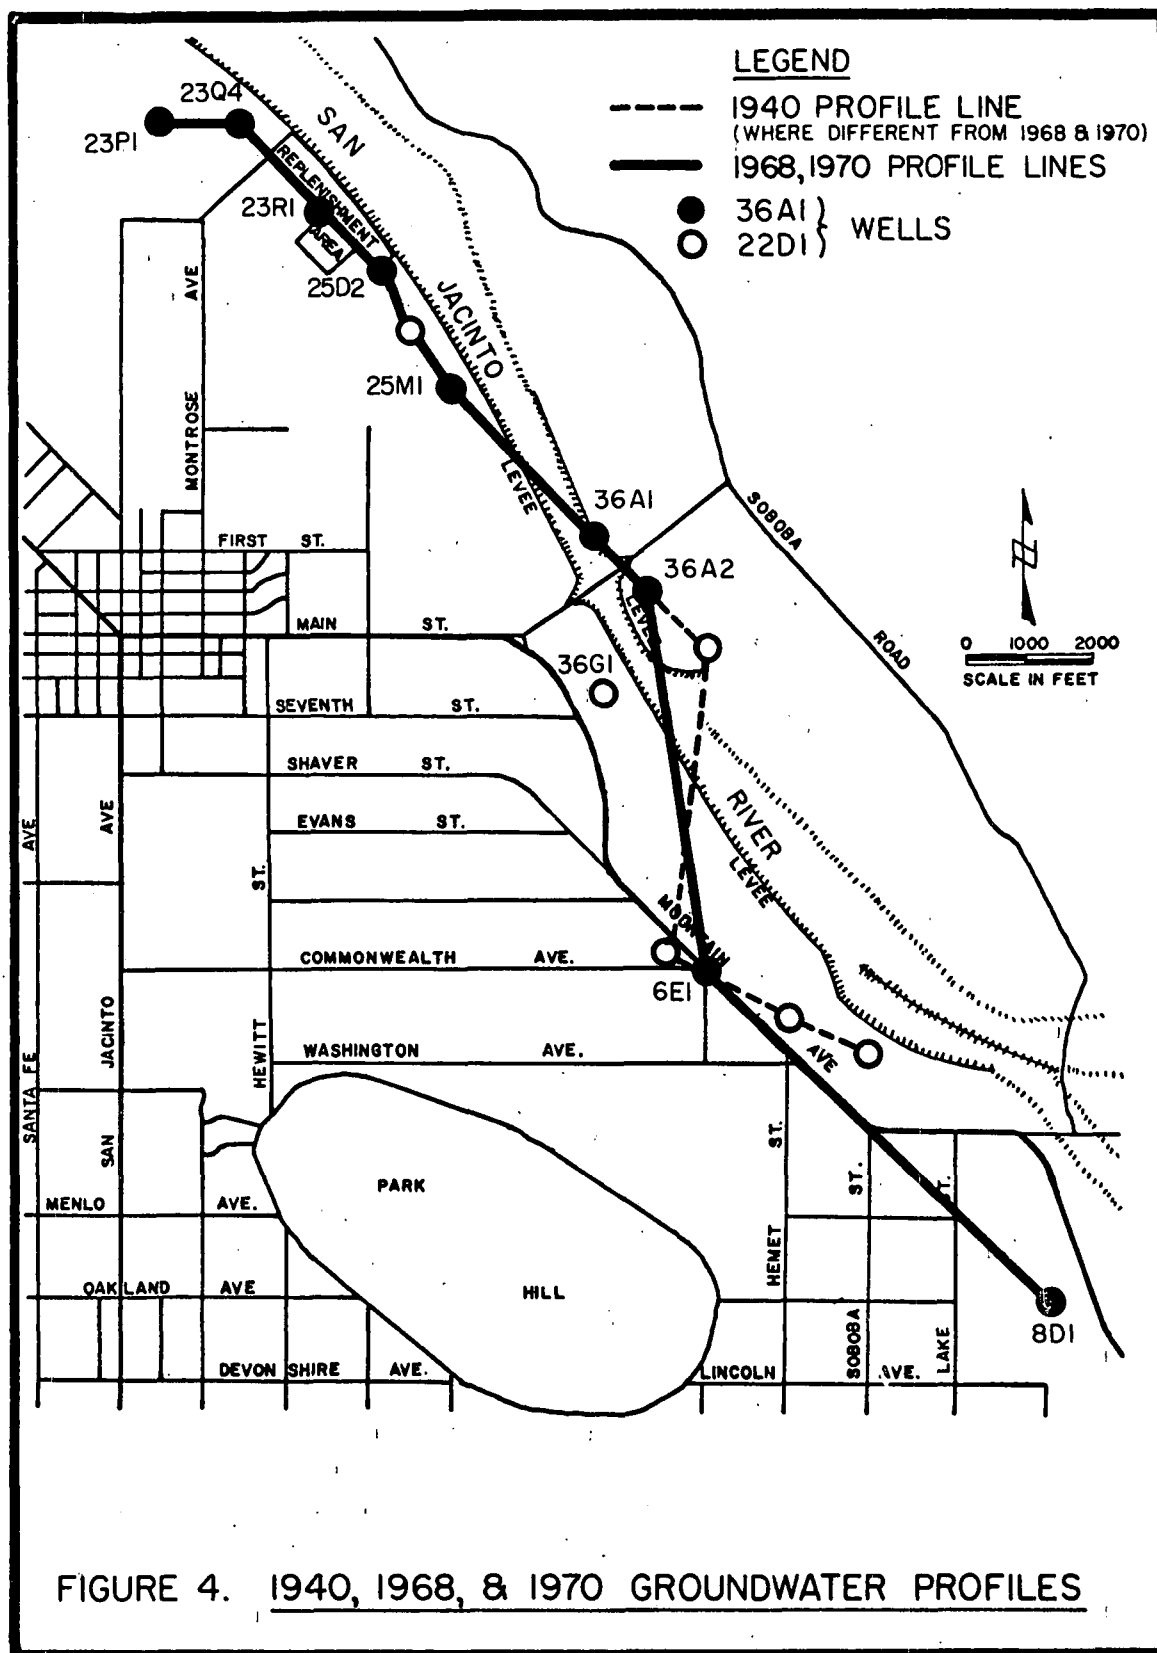 LEGEND
1940 PROFILE LINE
(WHERE DIFFERENT FROM 1968 & 1970)
1968, 1970 PROFILE LINES
36A1 }
22D1 } WELLS
23Q4
23P1
SAN
REPLENISHMENT
AREA
23R1
25D2
JACINTO
25M1
MONTROSE AVE
LEVEE
36A1
SOBOBA
ROAD
36A2
LEVEE
FIRST ST.
MAIN ST.
36G1
0 1000 2000
SCALE IN FEET
SEVENTH ST.
SHAVER ST.
EVANS ST.
RIVER
LEVEE
MOUNTAIN
AVE
COMMONWEALTH AVE.
6E1
WASHINGTON AVE.
SANTA FE AVE
SAN JACINTO AVE
HEWITT ST.
PARK
HILL
MENLO AVE.
OAKLAND AVE
DEVONSHIRE AVE.
HEMET ST.
SOBOBA ST.
LAKE ST.
LINCOLN AVE.
8D1
FIGURE 4. 1940, 1968, & 1970 GROUNDWATER PROFILES